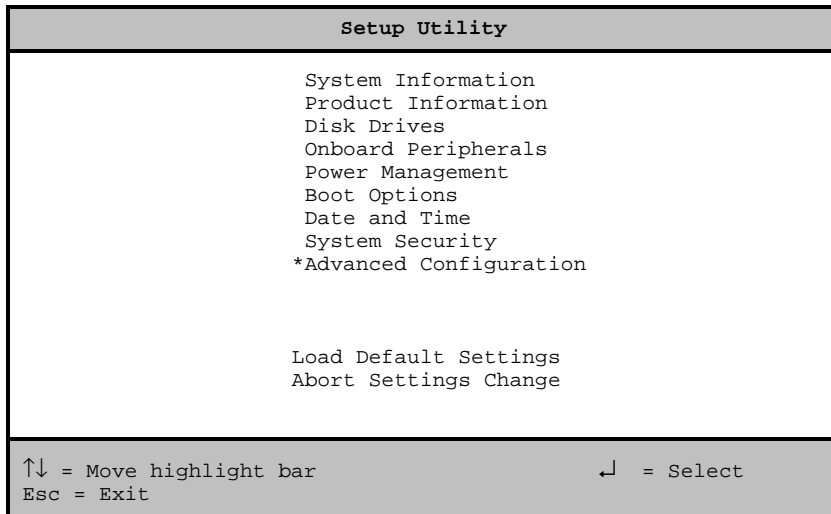 Setup Utility
System Information
Product Information
Disk Drives
Onboard Peripherals
Power Management
Boot Options
Date and Time
System Security
*Advanced Configuration
Load Default Settings
Abort Settings Change
↑↓ = Move highlight bar ↵ = Select
Esc = Exit